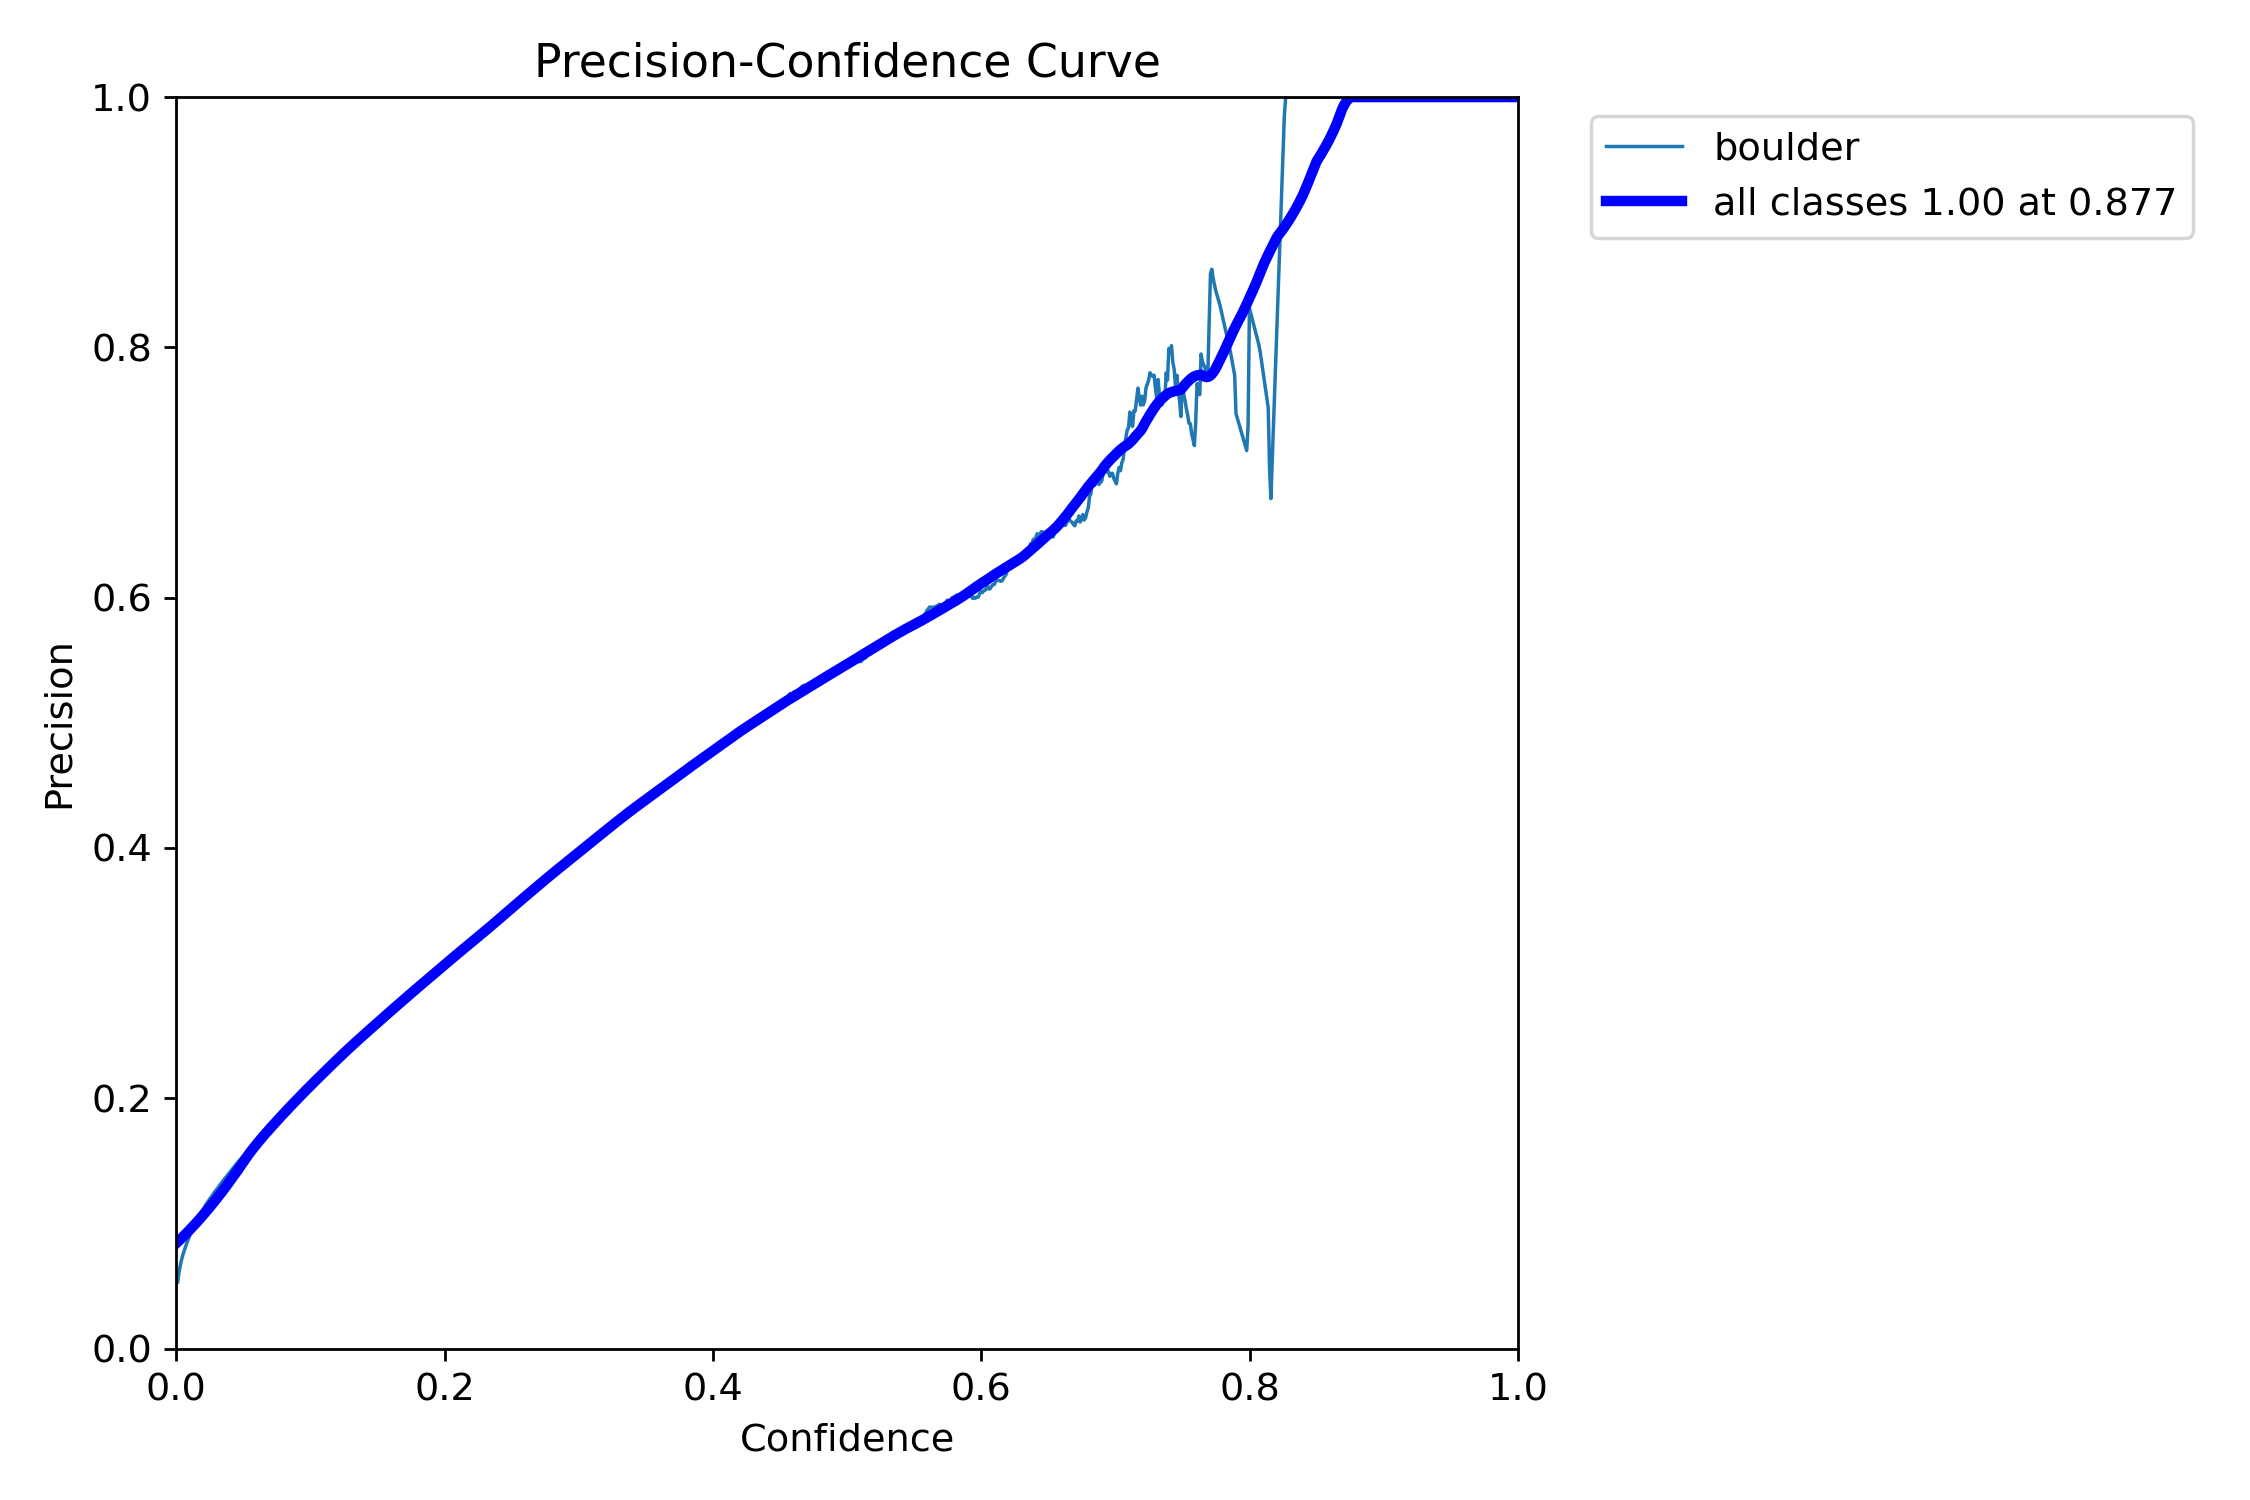 Precision-Confidence Curve
1.0
0.8
0.6
0.4
0.2
0.0
Precision
0.0 0.2 0.4 0.6 0.8 1.0
Confidence
boulder
all classes 1.00 at 0.877